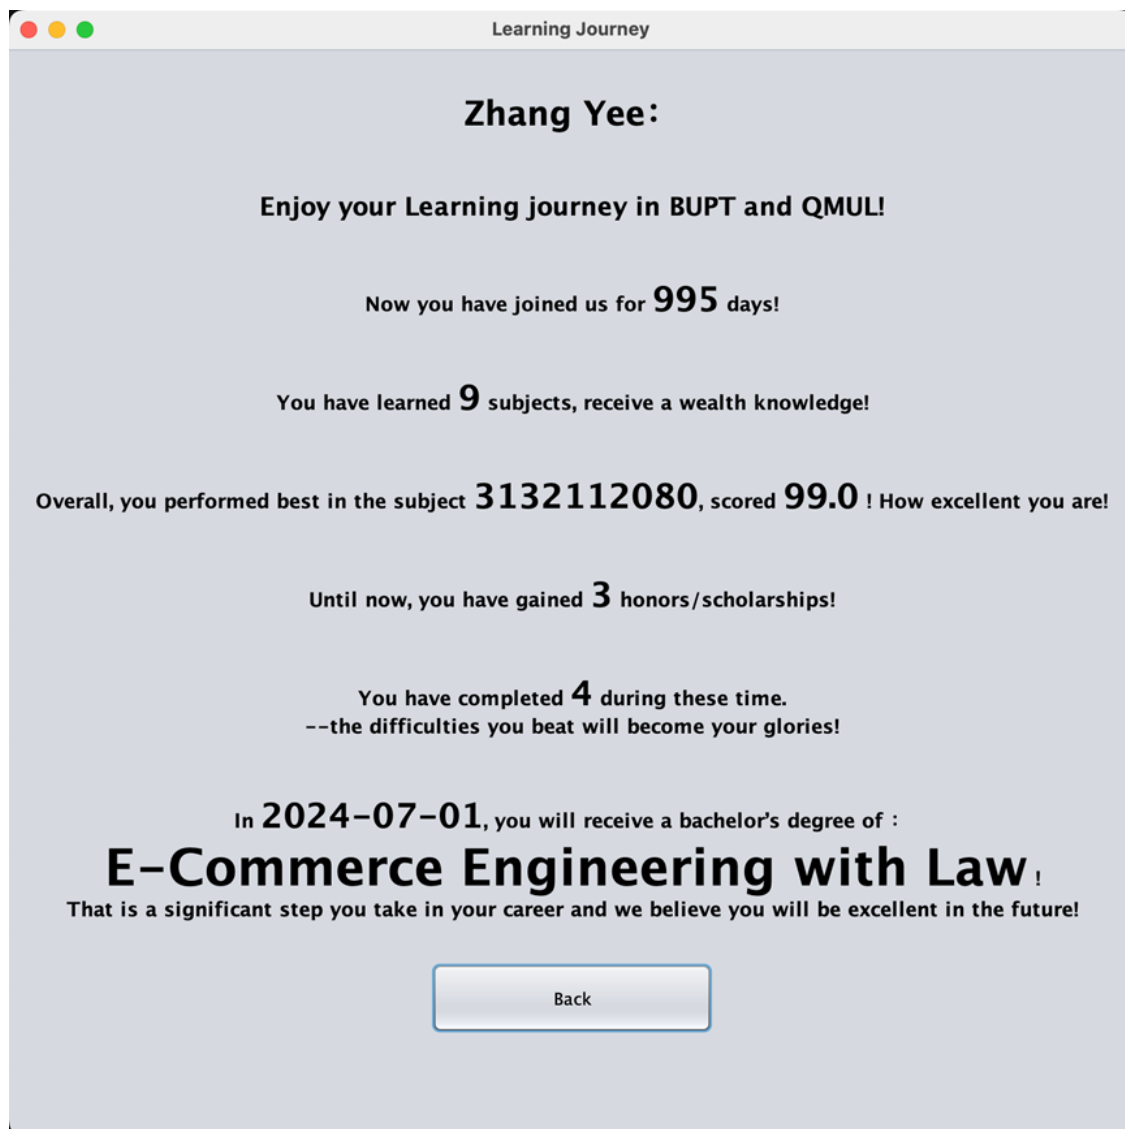 Learning Journey
Zhang Yee：
Enjoy your Learning journey in BUPT and QMUL!
Now you have joined us for 995 days!
You have learned 9 subjects, receive a wealth knowledge!
Overall, you performed best in the subject 3132112080, scored 99.0 ! How excellent you are!
Until now, you have gained 3 honors/scholarships!
You have completed 4 during these time.
--the difficulties you beat will become your glories!
In 2024-07-01, you will receive a bachelor's degree of：
E-Commerce Engineering with Law !
That is a significant step you take in your career and we believe you will be excellent in the future!
Back